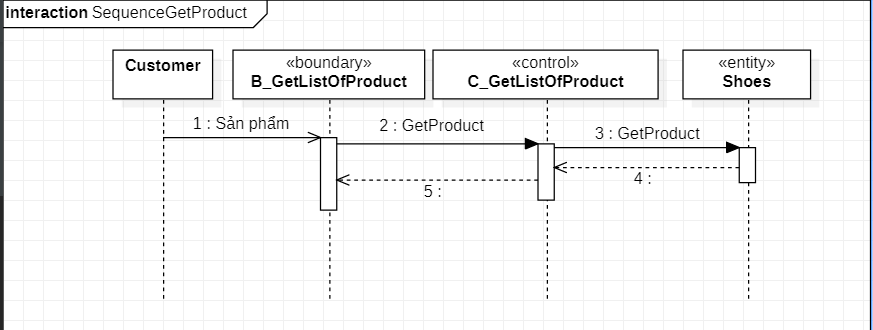 interaction SequenceGetProduct
Customer
«boundary»
B_GetListOfProduct
«control»
C_GetListOfProduct
«entity»
Shoes
1 : Sản phẩm
2 : GetProduct
3 : GetProduct
4 :
5 :